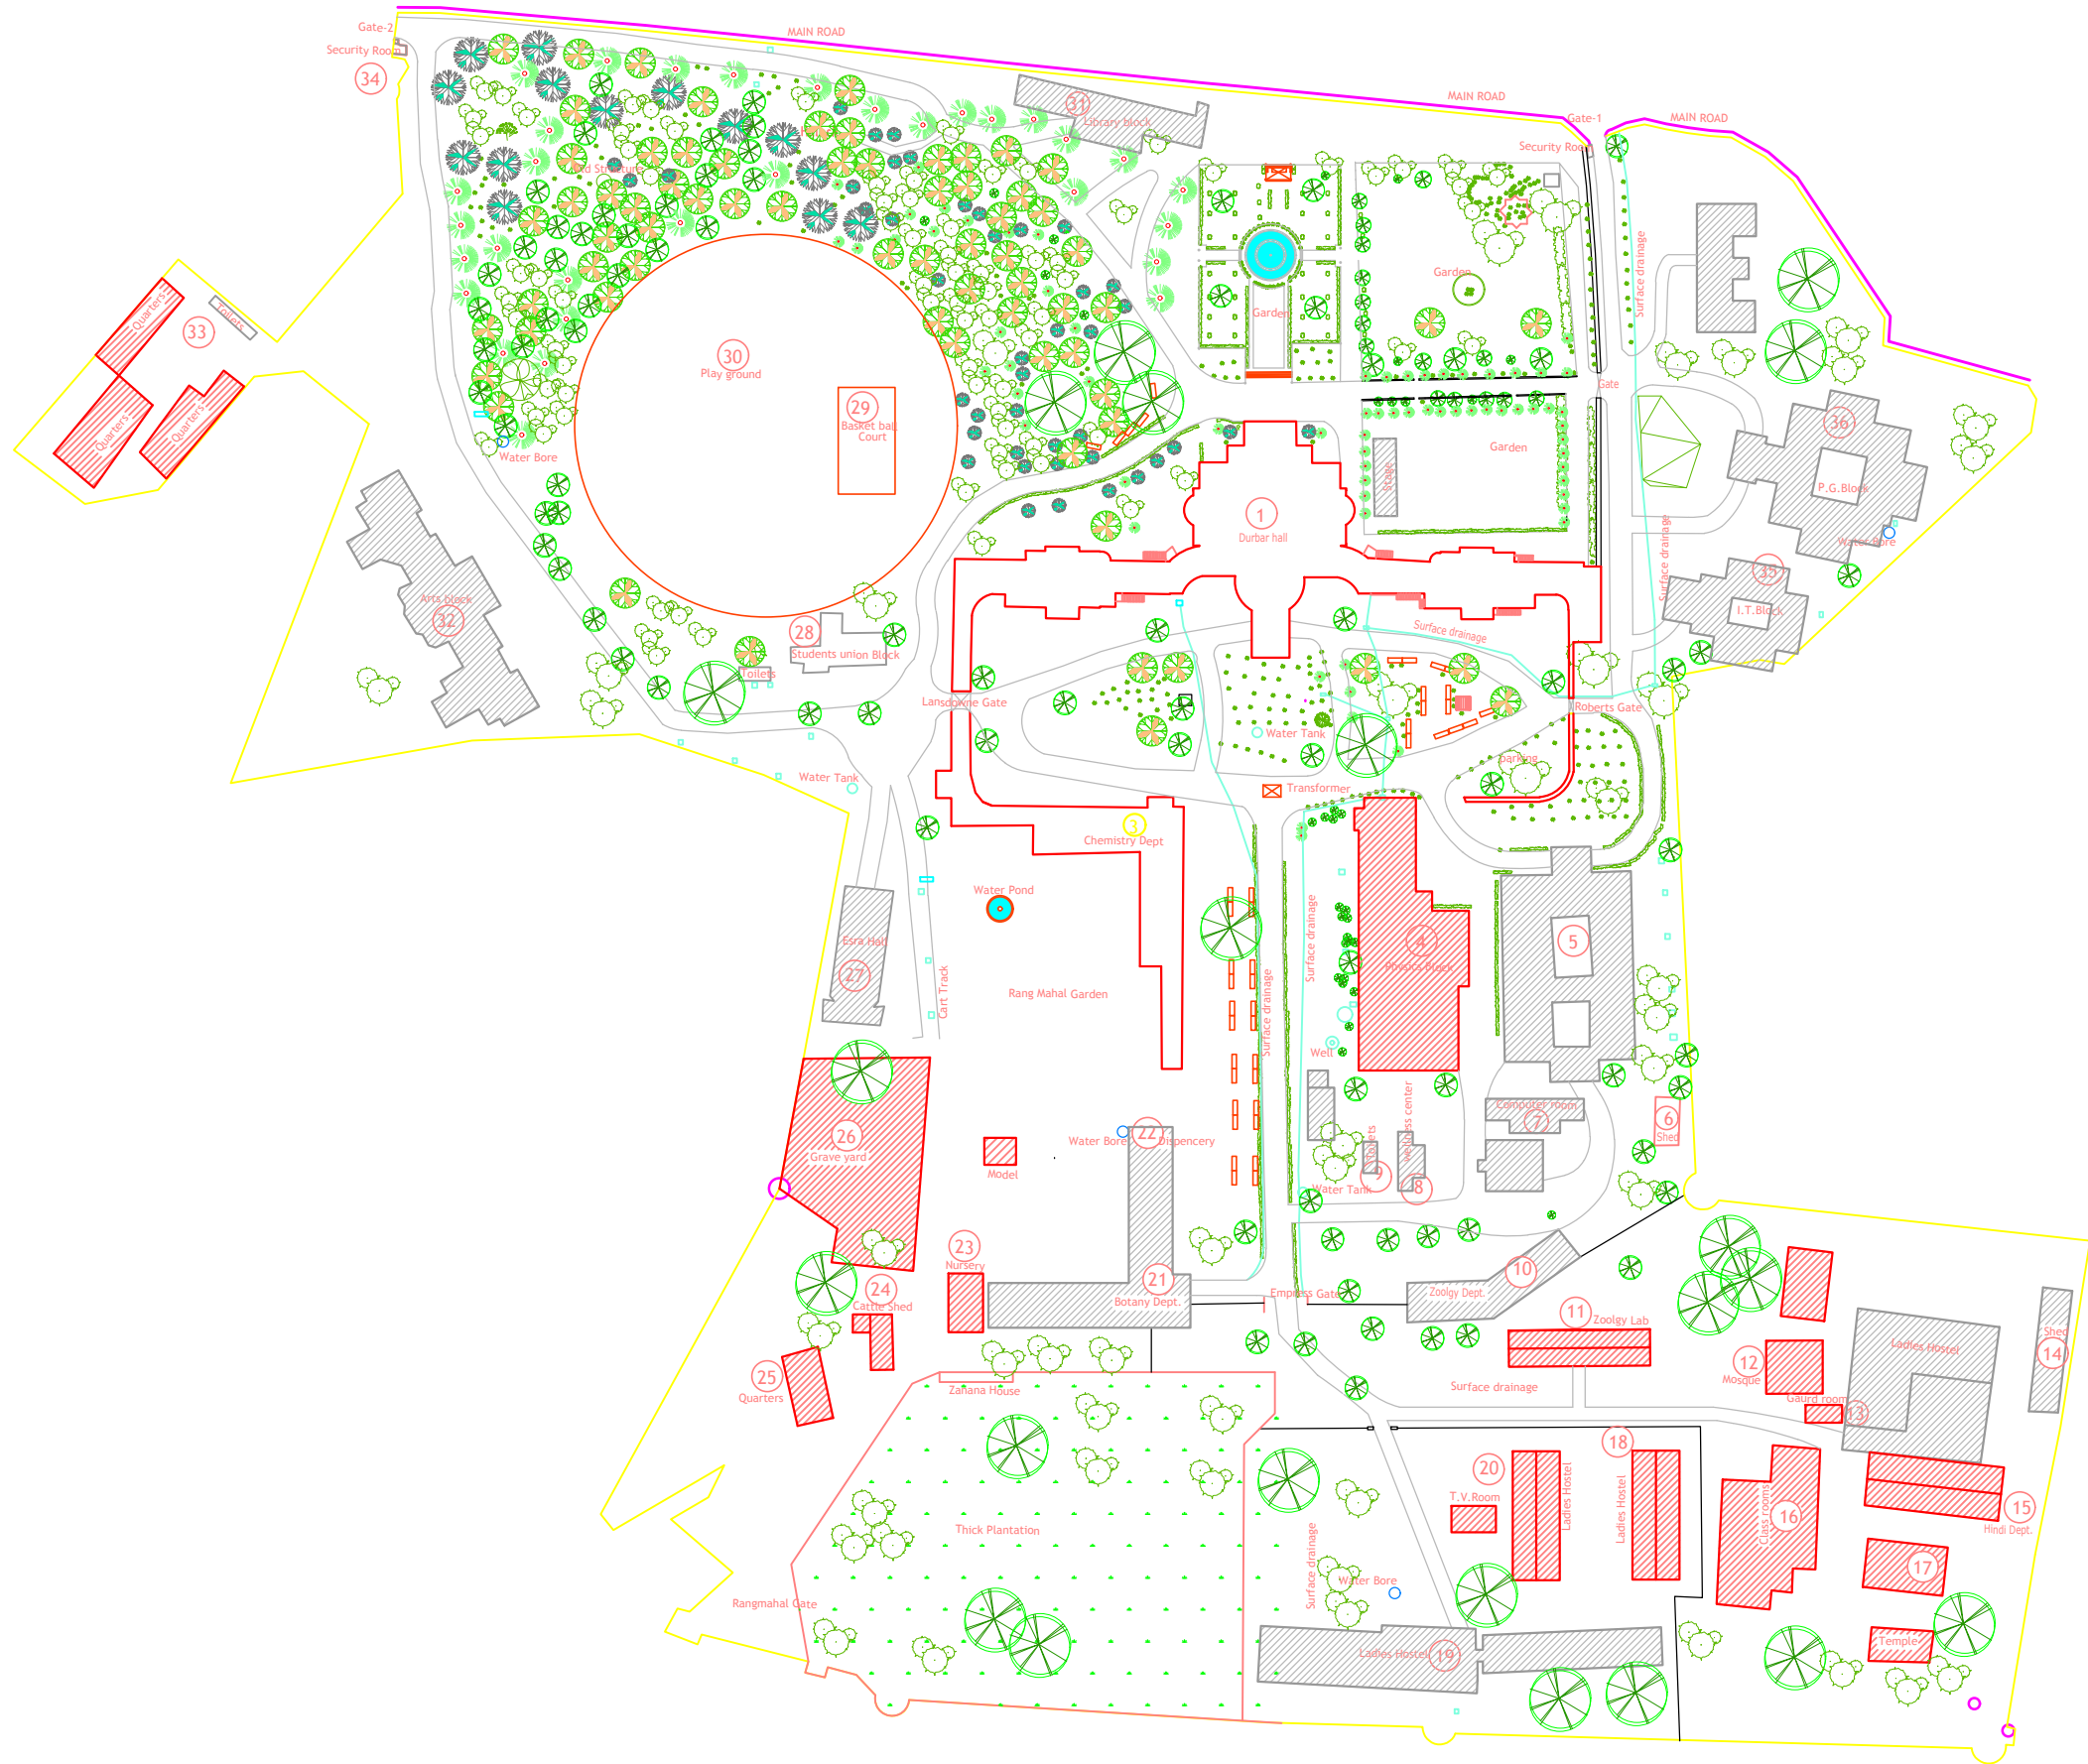 Gate-2
MAIN ROAD
Security Room
34
MAIN ROAD
31
Library block
Gate-1
MAIN ROAD
Security Room
Quarters
Toilets
33
Quarters
Quarters
Surface drainage
Garden
Garden
30
Play ground
29
Basket ball
Court
Gate
36
Water Bore
Garden
Stage
P.G.Block
1
Durbar hall
Water Bore
Surface drainage
35
I.T.Block
Arts block
32
28
Students union Block
Toilets
Surface drainage
Lansdowne Gate
Roberts Gate
Water Tank
parking
Water Tank
Transformer
3
Chemistry Dept
Water Pond
Esra Hall
27
Cart Track
Rang Mahal Garden
Surface drainage
Surface drainage
4
Physics Block
5
Well
26
Grave yard
Model
Water Bore
22
Dispencery
Toilets
wellness center
9
8
Water Tank
Computer room
7
6
Shed
23
Nursery
24
Cattle Shed
25
Quarters
21
Botany Dept.
Empress Gate
Zoolgy Dept.
10
11
Zoolgy Lab
12
Mosque
Ladies Hostel
Shed
14
Gaurd room
13
Zanana House
Surface drainage
18
20
T.V.Room
Ladies Hostel
Ladies Hostel
Class rooms
16
15
Hindi Dept.
Thick Plantation
Surface drainage
17
Water Bore
Rangmahal Gate
Ladies Hostel
19
Temple